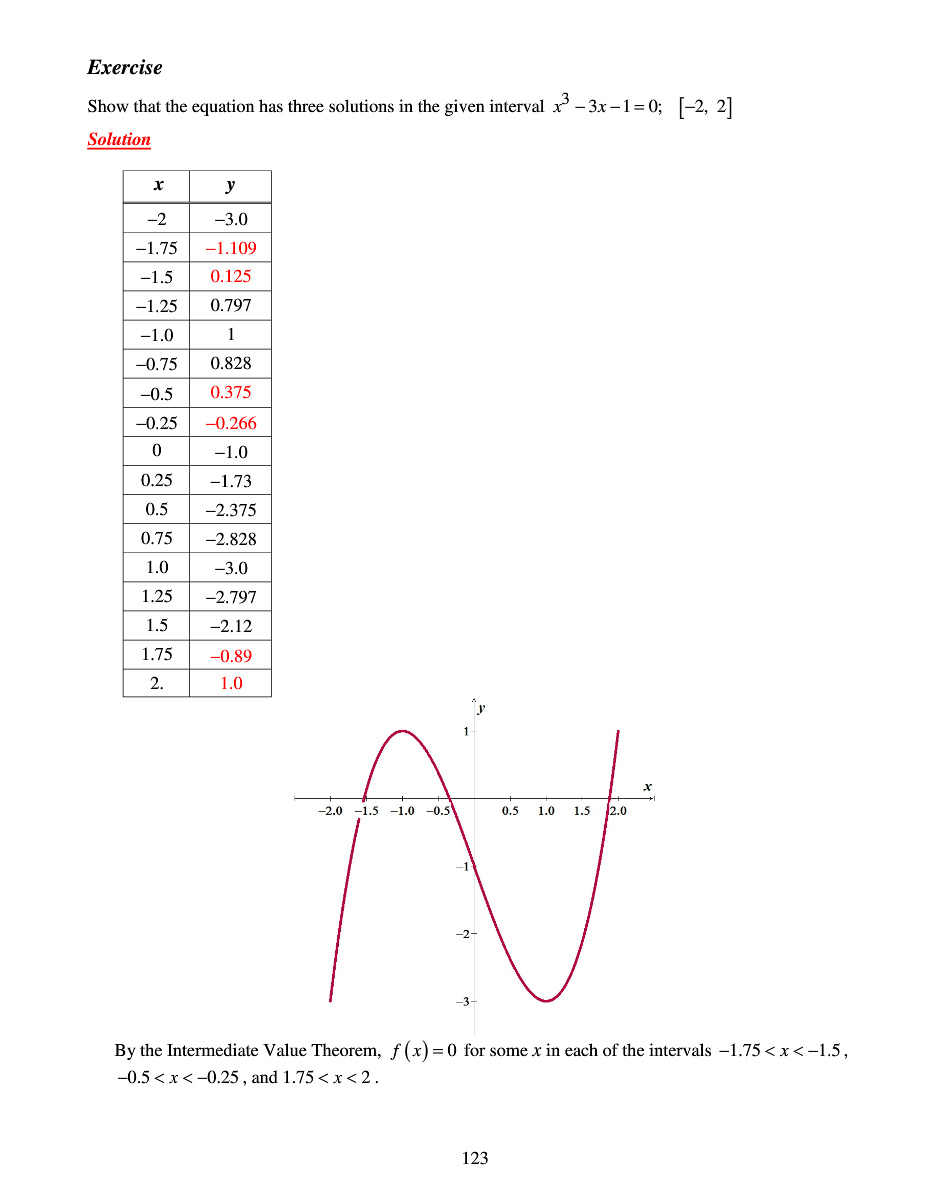 Exercise
Show that the equation has three solutions in the given interval x³ − 3x − 1 = 0; [−2, 2]
Solution
x y
−2 −3.0
−1.75 −1.109
−1.5 0.125
−1.25 0.797
−1.0 1
−0.75 0.828
−0.5 0.375
−0.25 −0.266
0 −1.0
0.25 −1.73
0.5 −2.375
0.75 −2.828
1.0 −3.0
1.25 −2.797
1.5 −2.12
1.75 −0.89
2. 1.0
y
1
x
−2.0 −1.5 −1.0 −0.5 0.5 1.0 1.5 2.0
−1
−2
−3
By the Intermediate Value Theorem, f(x) = 0 for some x in each of the intervals −1.75 < x < −1.5,
−0.5 < x < −0.25, and 1.75 < x < 2.
123